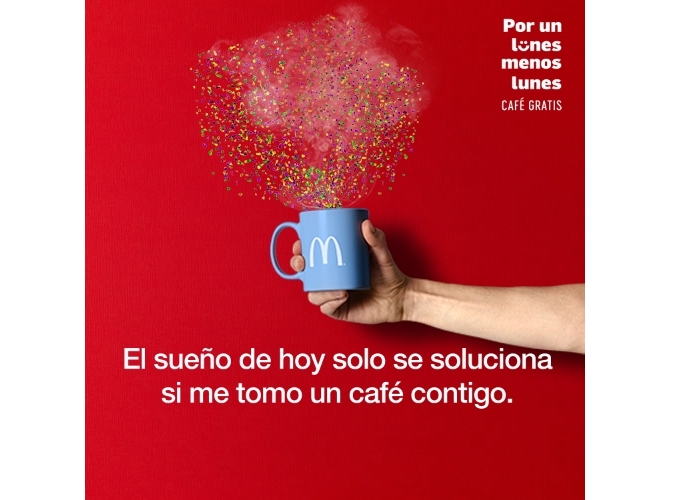 Por un
lunes
menos
lunes
CAFÉ GRATIS
M
El sueño de hoy solo se soluciona
si me tomo un café contigo.